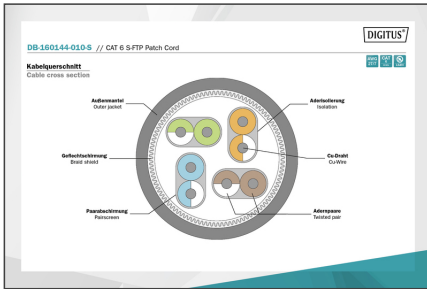 DIGITUS®
DB-160144-010-S // CAT 6 S-FTP Patch Cord
Kabelquerschnitt
Cable cross section
Außenmantel
Outer jacket
Aderisolierung
Isolation
Geflechtschirmung
Braid shield
Cu-Draht
Cu-Wire
Paarabschirmung
Pairscreen
Adernpaare
Twisted pair